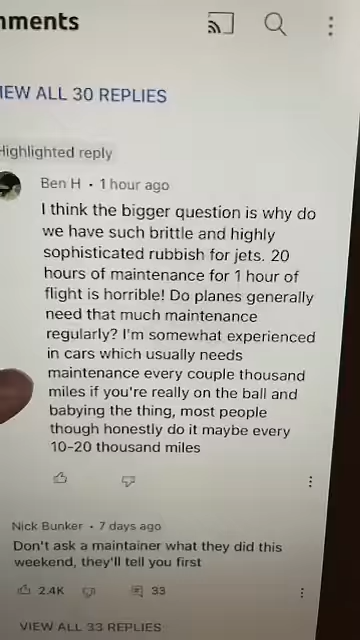 nments
IEW ALL 30 REPLIES
Highlighted reply
Ben H • 1 hour ago
I think the bigger question is why do
we have such brittle and highly
sophisticated rubbish for jets. 20
hours of maintenance for 1 hour of
flight is horrible! Do planes generally
need that much maintenance
regularly? I'm somewhat experienced
in cars which usually needs
maintenance every couple thousand
miles if you're really on the ball and
babying the thing, most people
though honestly do it maybe every
10-20 thousand miles
Nick Bunker • 7 days ago
Don't ask a maintainer what they did this
weekend, they'll tell you first
2.4K 33
VIEW ALL 33 REPLIES